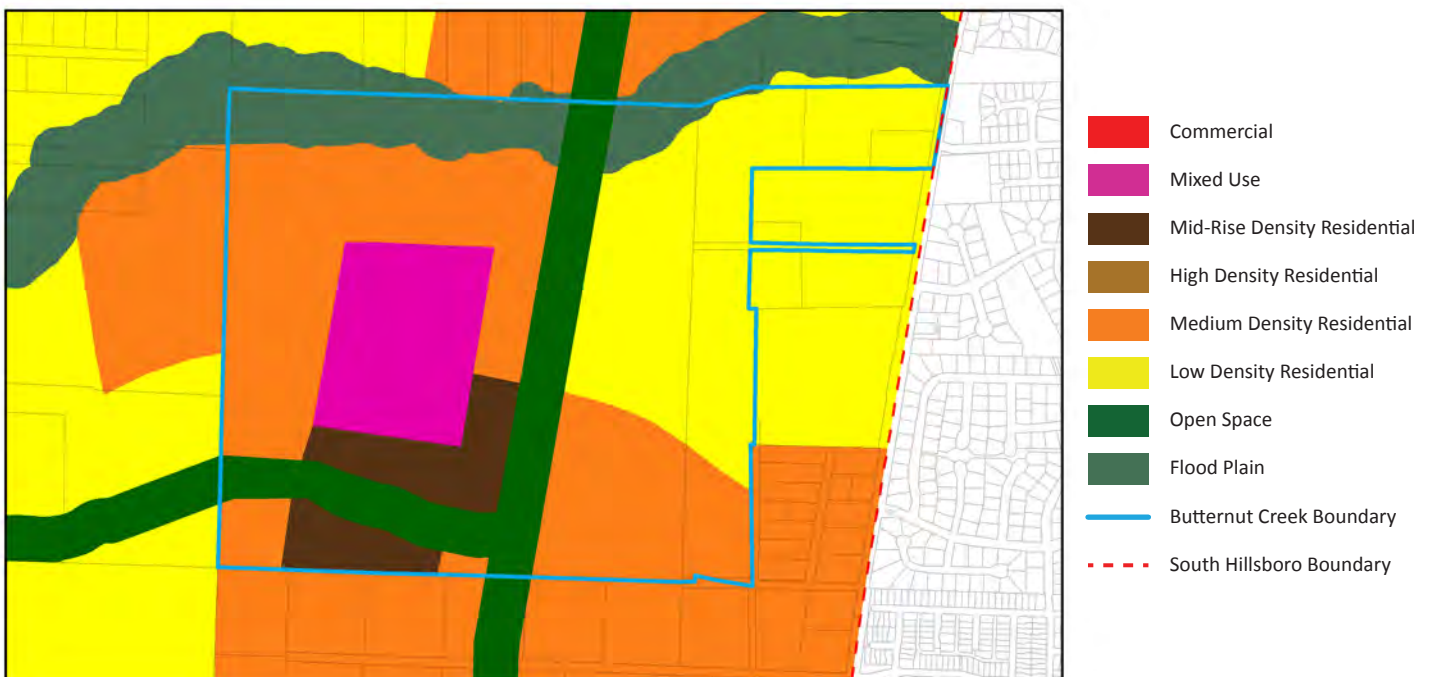 Commercial
Mixed Use
Mid-Rise Density Residential
High Density Residential
Medium Density Residential
Low Density Residential
Open Space
Flood Plain
Butternut Creek Boundary
South Hillsboro Boundary